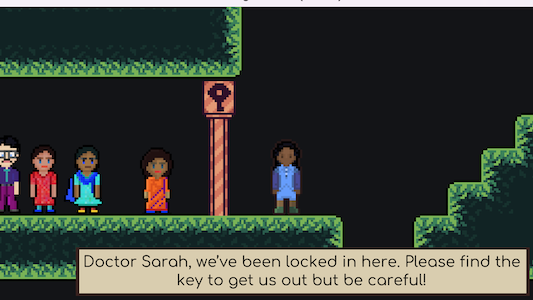 Doctor Sarah, we've been locked in here. Please find the
key to get us out but be careful!